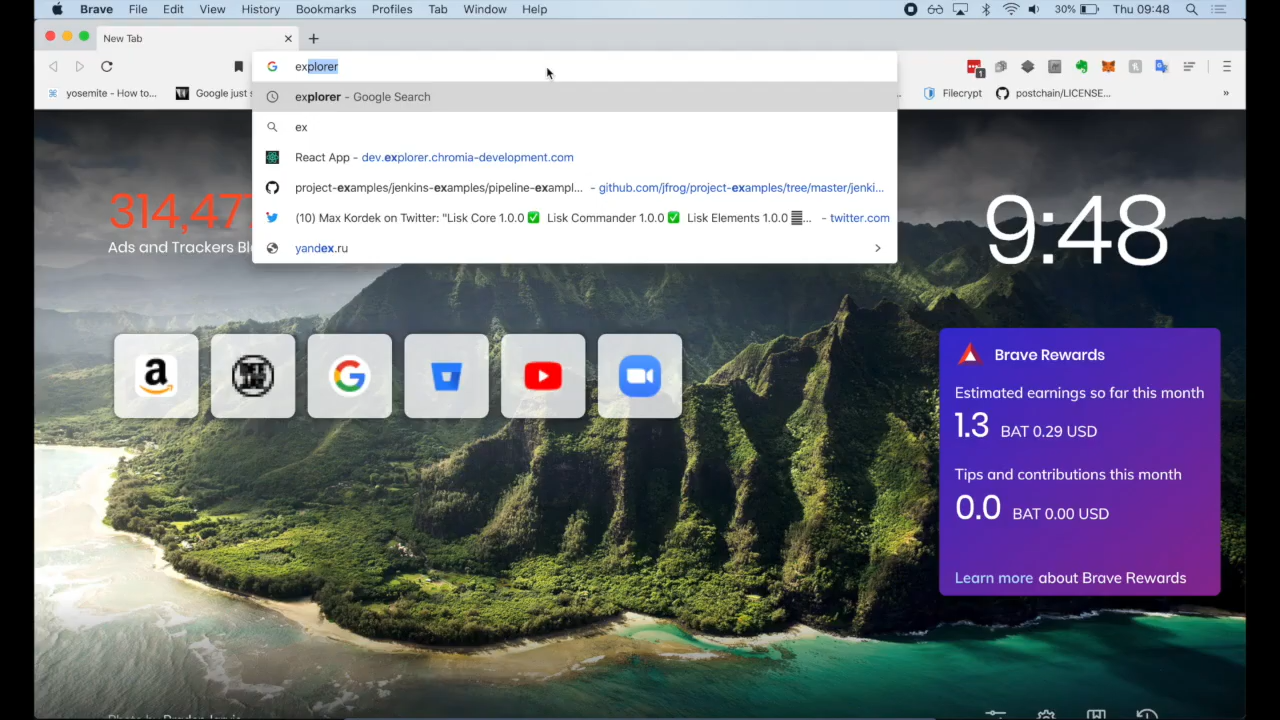 Brave File Edit View History Bookmarks Profiles Tab Window Help 30% Thu 09:48
New Tab
explorer
1
yosemite - How to... Google just Filecrypt postchain/LICENSE... »
explorer - Google Search
ex
React App - dev.explorer.chromia-development.com
project-examples/jenkins-examples/pipeline-exampl... - github.com/jfrog/project-examples/tree/master/jenki...
(10) Max Kordek on Twitter: "Lisk Core 1.0.0 ✅ Lisk Commander 1.0.0 ✅ Lisk Elements 1.0.0 ... - twitter.com
yandex.ru
314,47
Ads and Trackers Bl
9:48
a
Brave Rewards
Estimated earnings so far this month
1.3 BAT 0.29 USD
Tips and contributions this month
0.0 BAT 0.00 USD
Learn more about Brave Rewards